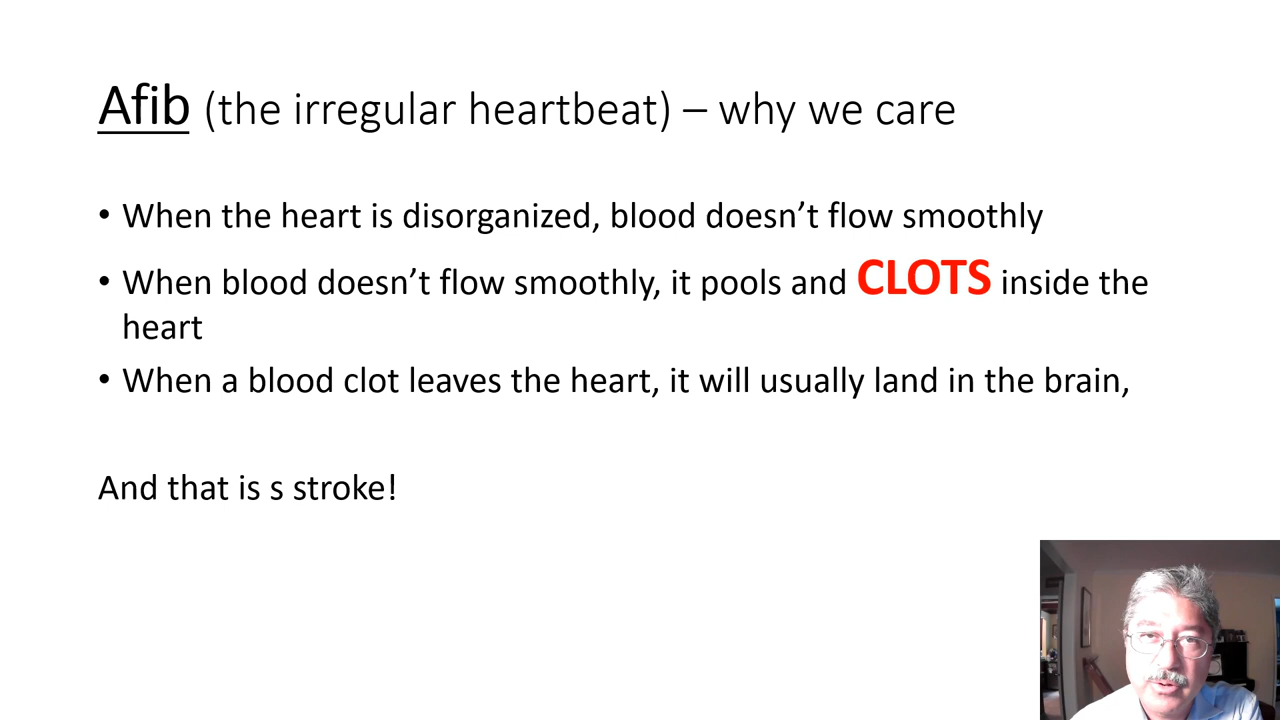 Afib (the irregular heartbeat) – why we care
• When the heart is disorganized, blood doesn’t flow smoothly
• When blood doesn’t flow smoothly, it pools and CLOTS inside the
heart
• When a blood clot leaves the heart, it will usually land in the brain,
And that is s stroke!